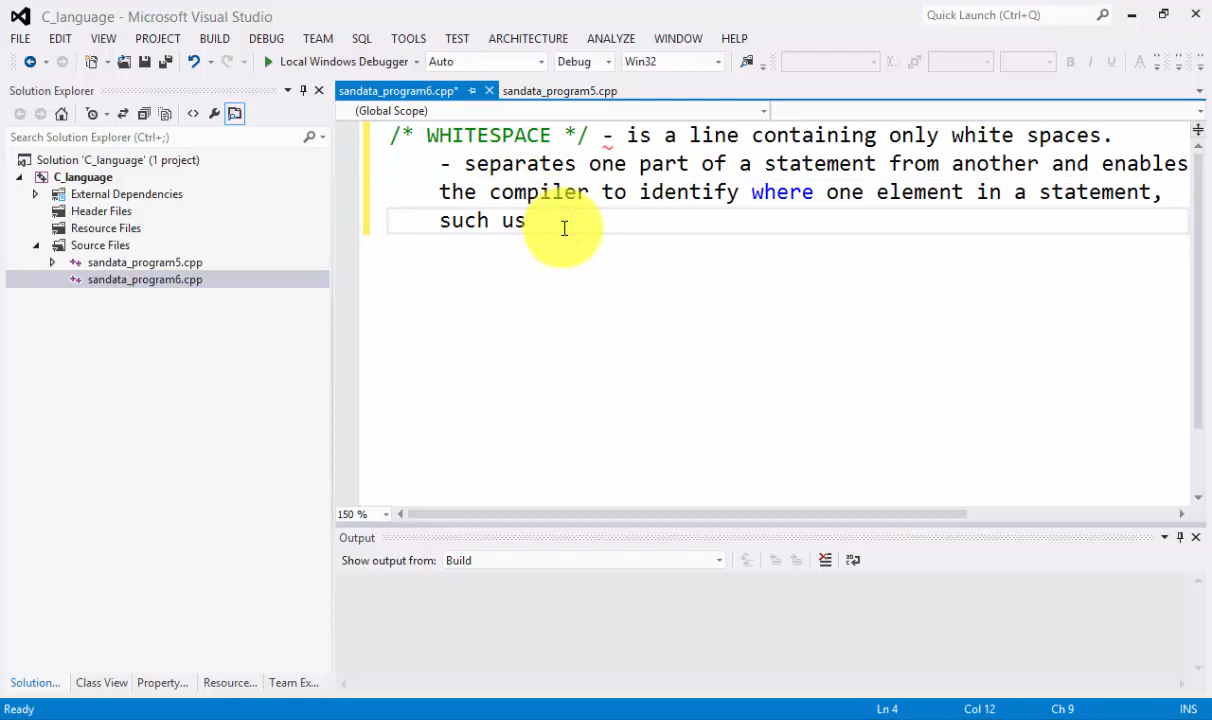 C_language - Microsoft Visual Studio
Quick Launch (Ctrl+Q)
FILE EDIT VIEW PROJECT BUILD DEBUG TEAM SQL TOOLS TEST ARCHITECTURE ANALYZE WINDOW HELP
Local Windows Debugger Auto Debug Win32
Solution Explorer
sandata_program6.cpp* sandata_program5.cpp
(Global Scope)
Search Solution Explorer (Ctrl+;)
Solution 'C_language' (1 project)
C_language
External Dependencies
Header Files
Resource Files
Source Files
sandata_program5.cpp
sandata_program6.cpp
/* WHITESPACE */ - is a line containing only white spaces.
- separates one part of a statement from another and enables
the compiler to identify where one element in a statement,
such us
150 %
Output
Show output from: Build
Solution... Class View Property... Resource... Team Ex...
Ready Ln 4 Col 12 Ch 9 INS